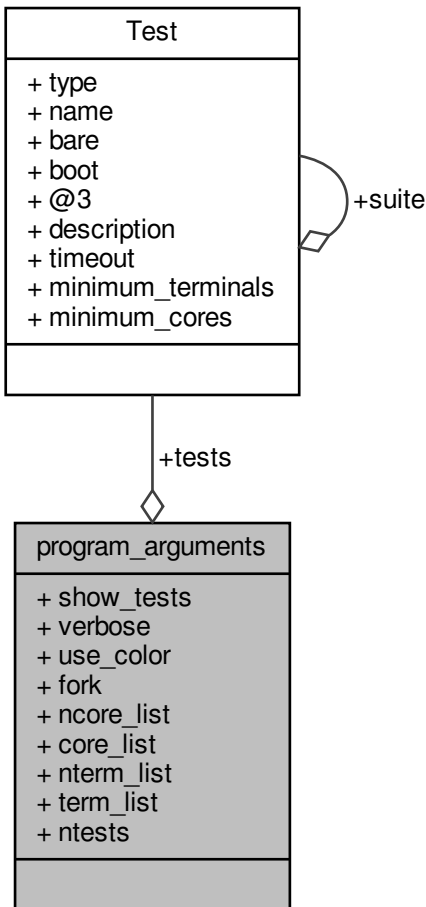 Test
+ type
+ name
+ bare
+ boot
+ @3
+ description
+ timeout
+ minimum_terminals
+ minimum_cores
+suite
+tests
program_arguments
+ show_tests
+ verbose
+ use_color
+ fork
+ ncore_list
+ core_list
+ nterm_list
+ term_list
+ ntests